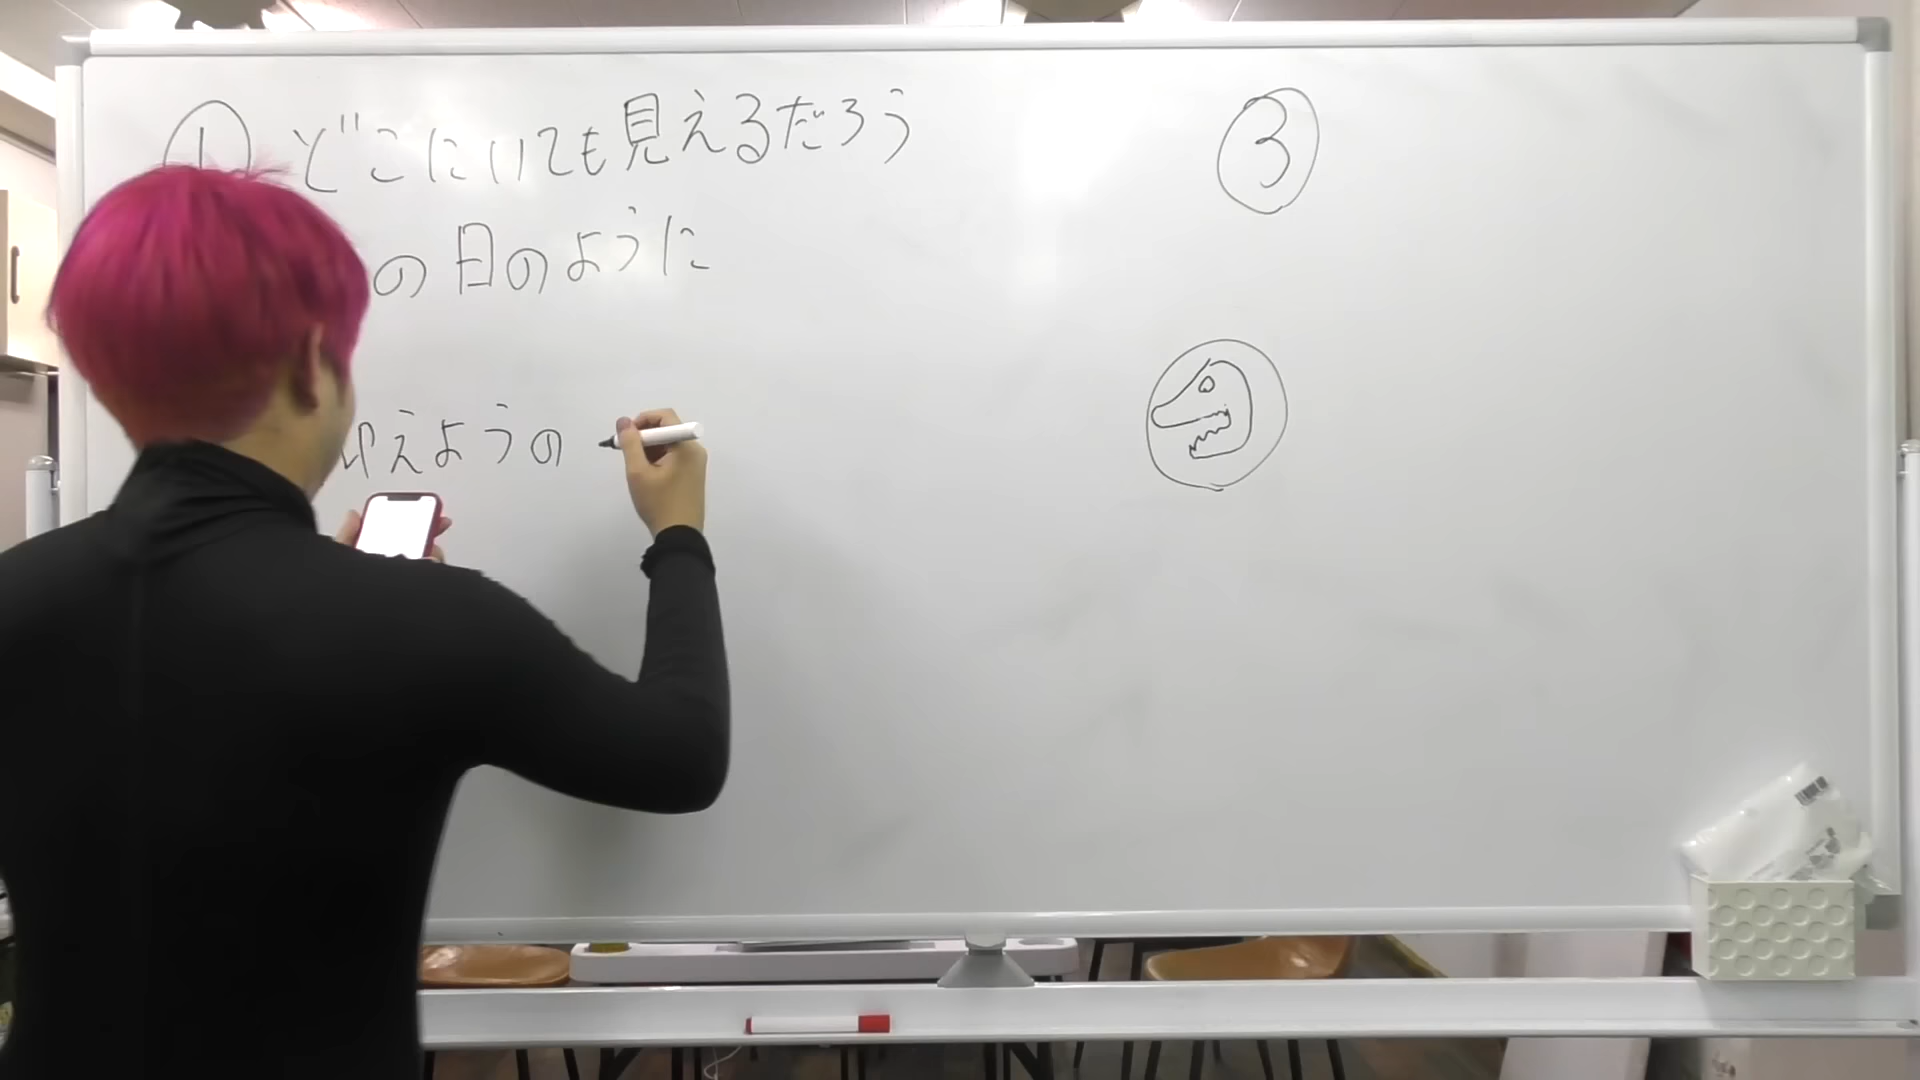 ① どこにいても見えるだろう
の日のように
えようの
③